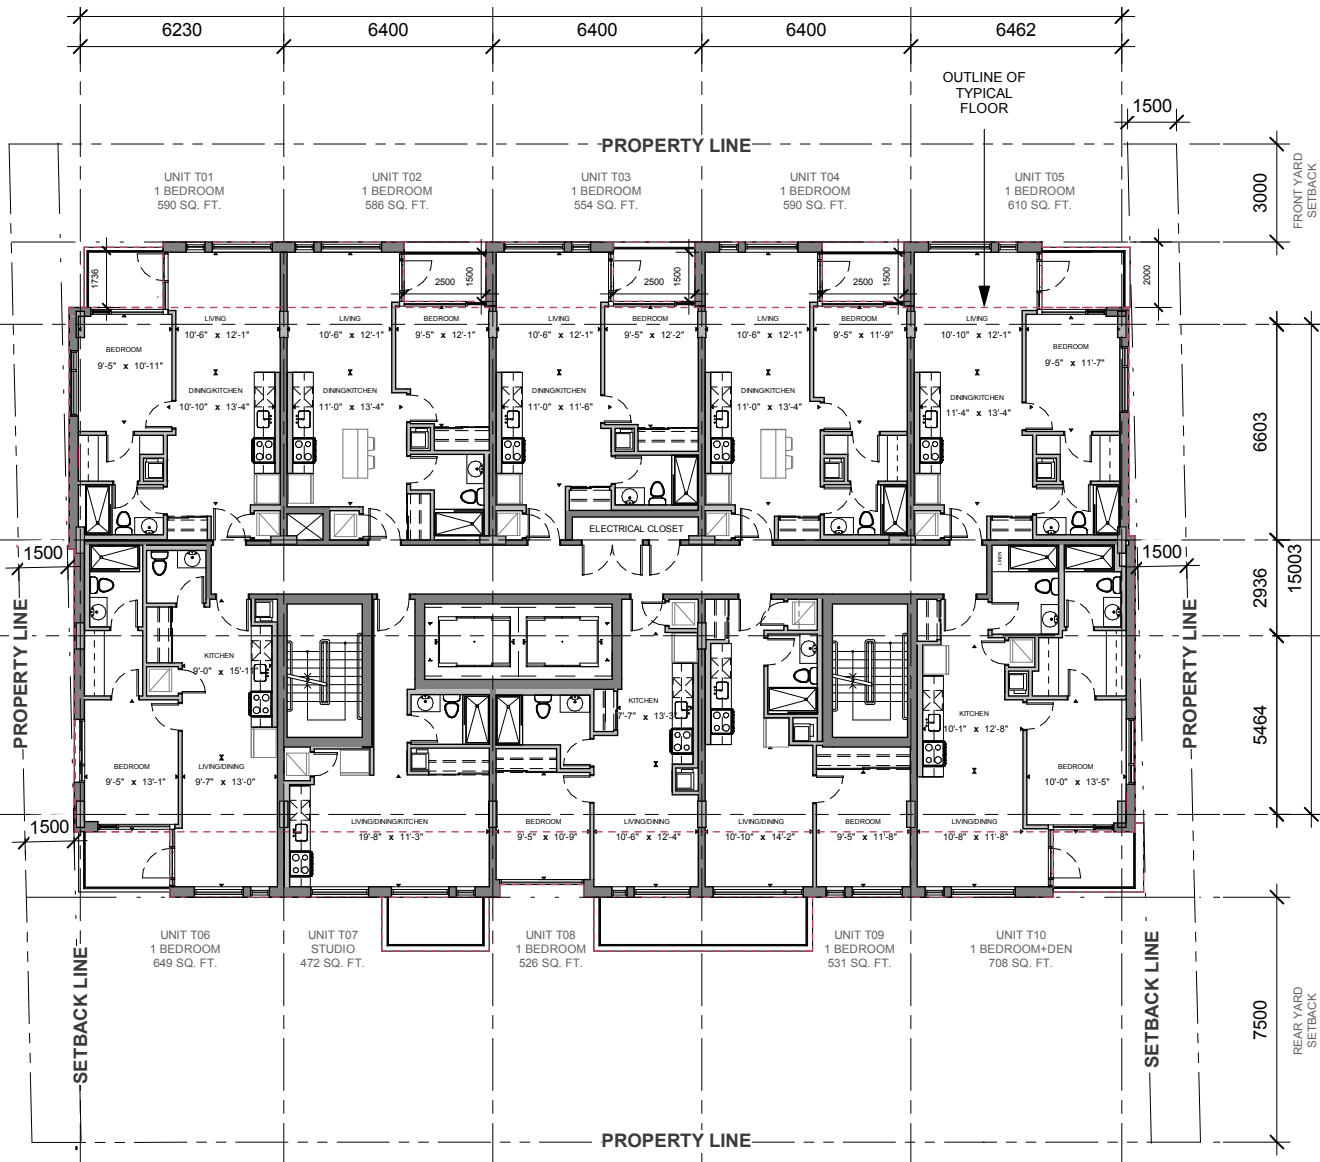 6230 6400 6400 6400 6462
OUTLINE OF
TYPICAL
FLOOR
1500
PROPERTY LINE
3000
FRONT YARD
SETBACK
UNIT T01
1 BEDROOM
590 SQ. FT.
UNIT T02
1 BEDROOM
586 SQ. FT.
UNIT T03
1 BEDROOM
554 SQ. FT.
UNIT T04
1 BEDROOM
590 SQ. FT.
UNIT T05
1 BEDROOM
610 SQ. FT.
1736
2500
1500
2500
1500
2500
1500
2000
LIVING
10'-6" x 12'-1"
BEDROOM
9'-5" x 10'-11"
DINING/KITCHEN
10'-10" x 13'-4"
LIVING
10'-6" x 12'-1"
BEDROOM
9'-5" x 12'-1"
DINING/KITCHEN
11'-0" x 13'-4"
LIVING
10'-6" x 12'-1"
BEDROOM
9'-5" x 12'-2"
DINING/KITCHEN
11'-0" x 11'-6"
LIVING
10'-6" x 12'-1"
BEDROOM
9'-5" x 11'-9"
DINING/KITCHEN
11'-0" x 13'-4"
LIVING
10'-10" x 12'-1"
BEDROOM
9'-5" x 11'-7"
DINING/KITCHEN
11'-4" x 13'-4"
6603
ELECTRICAL CLOSET
1500
LINEN
1500
2936
15003
PROPERTY LINE
PROPERTY LINE
KITCHEN
9'-0" x 15'-1
KITCHEN
7'-7" x 13'-3"
KITCHEN
10'-1" x 12'-8"
5464
BEDROOM
9'-5" x 13'-1"
LIVING/DINING
9'-7" x 13'-0"
BEDROOM
10'-0" x 13'-5"
1500
LIVING/DINING/KITCHEN
19'-8" x 11'-3"
BEDROOM
9'-5" x 10'-9"
LIVING/DINING
10'-6" x 12'-4"
LIVING/DINING
10'-10" x 14'-2"
BEDROOM
9'-5" x 11'-8"
LIVING/DINING
10'-8" x 11'-8"
UNIT T06
1 BEDROOM
649 SQ. FT.
UNIT T07
STUDIO
472 SQ. FT.
UNIT T08
1 BEDROOM
526 SQ. FT.
UNIT T09
1 BEDROOM
531 SQ. FT.
UNIT T10
1 BEDROOM+DEN
708 SQ. FT.
SETBACK LINE
SETBACK LINE
7500
REAR YARD
SETBACK
PROPERTY LINE